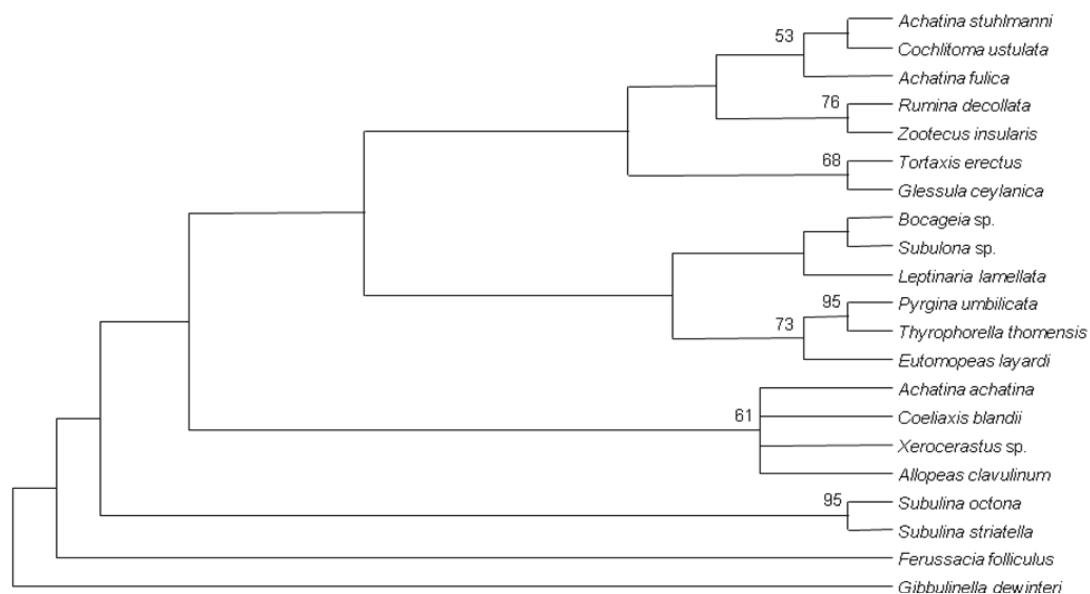 Achatina stuhlmanni
53
Cochlitoma ustulata
Achatina fulica
76
Rumina decollata
Zootecus insularis
68
Tortaxis erectus
Glessula ceylanica
Bocageia sp.
Subulona sp.
Leptinaria lamellata
95
Pyrgina umbilicata
73
Thyrophorella thomensis
Eutomopeas layardi
Achatina achatina
61
Coeliaxis blandii
Xerocerastus sp.
Allopeas clavulinum
95
Subulina octona
Subulina striatella
Ferussacia folliculus
Gibbulinella dewinteri